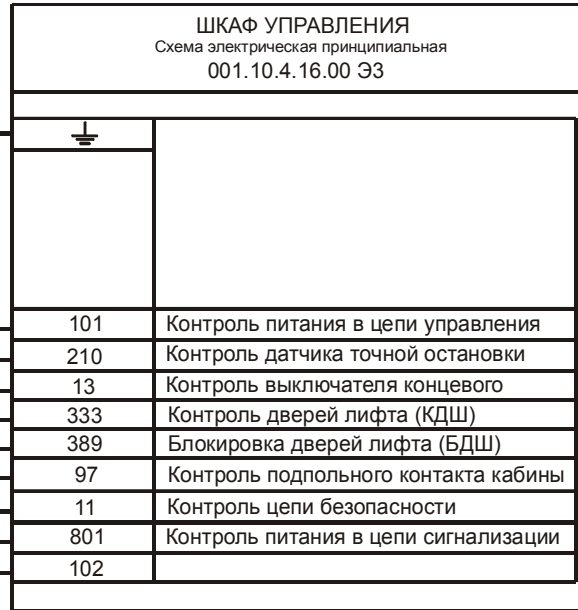 ШКАФ УПРАВЛЕНИЯ
Схема электрическая принципиальная
001.10.4.16.00 ЭЗ
101 Контроль питания в цепи управления
210 Контроль датчика точной остановки
13 Контроль выключателя концевого
333 Контроль дверей лифта (КДШ)
389 Блокировка дверей лифта (БДШ)
97 Контроль подпольного контакта кабины
11 Контроль цепи безопасности
801 Контроль питания в цепи сигнализации
102